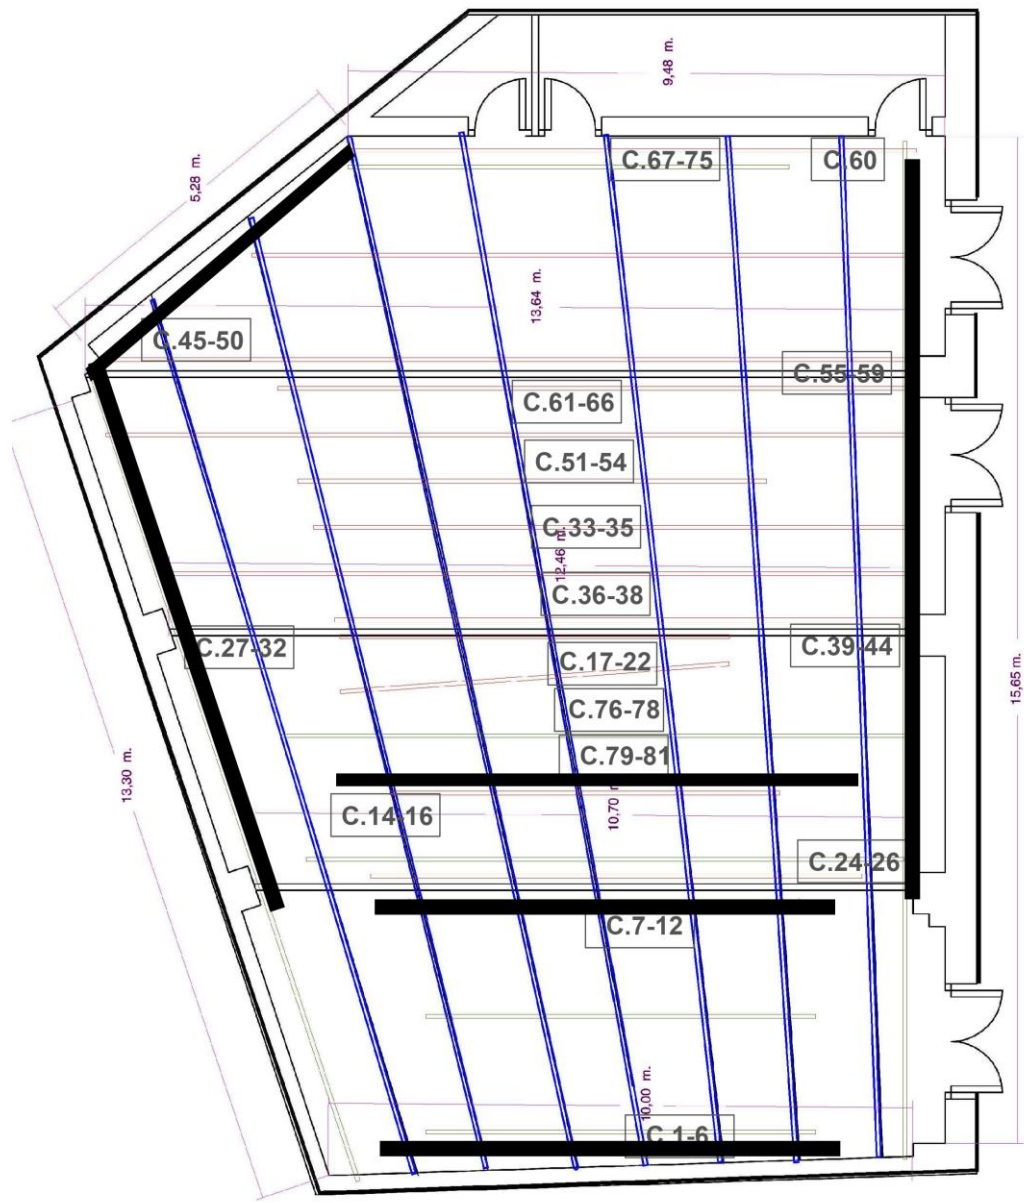 9,48 m.
C.67-75
C.60
5,28 m.
13,64 m.
C.45-50
C.55-59
C.61-66
C.51-54
C.33-35
12,46 m.
C.36-38
C.27-32
C.17-22
C.39-44
15,65 m.
C.76-78
C.79-81
13,30 m.
C.14-16
10,70 m
C.24-26
C.7-12
10,00 m.
C.1-6